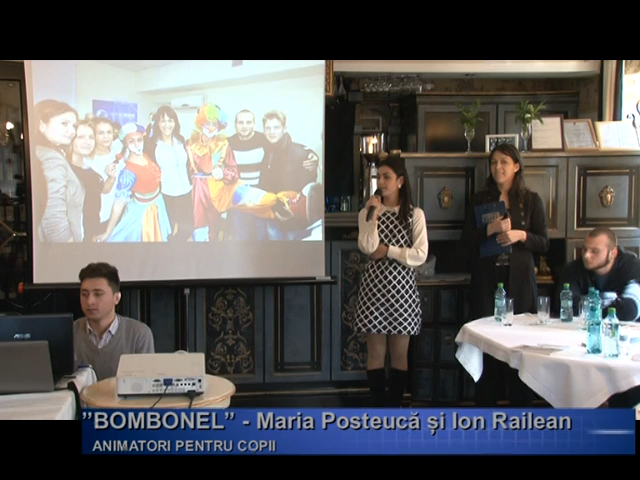 ”BOMBONEL” - Maria Posteucă și Ion Railean
ANIMATORI PENTRU COPII